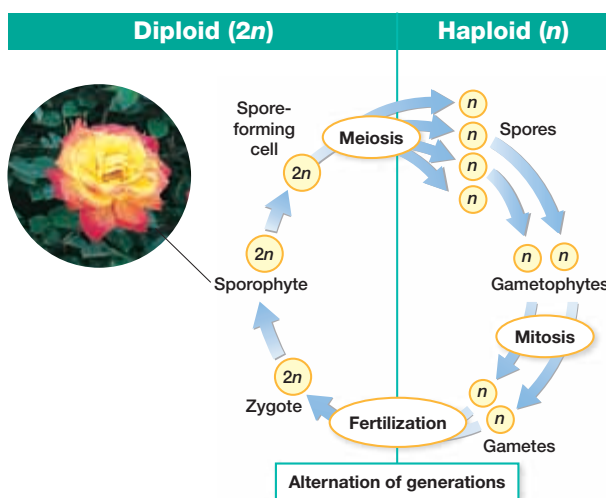 Diploid (2n)
Haploid (n)
Spore-
forming
cell
Meiosis
n
n
n
n
Spores
2n
2n
Sporophyte
n
n
Gametophytes
Mitosis
2n
Zygote
n
n
Gametes
Fertilization
Alternation of generations